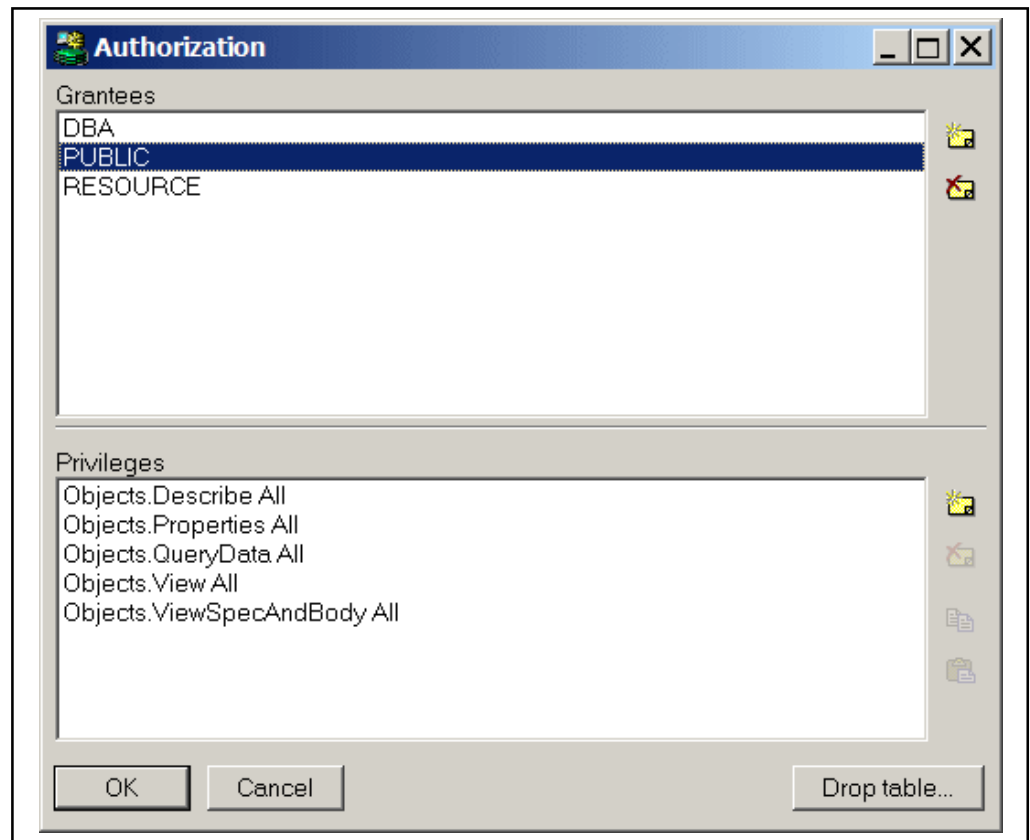 Authorization
Grantees
DBA
PUBLIC
RESOURCE
Privileges
Objects.Describe All
Objects.Properties All
Objects.QueryData All
Objects.View All
Objects.ViewSpecAndBody All
OK Cancel Drop table...